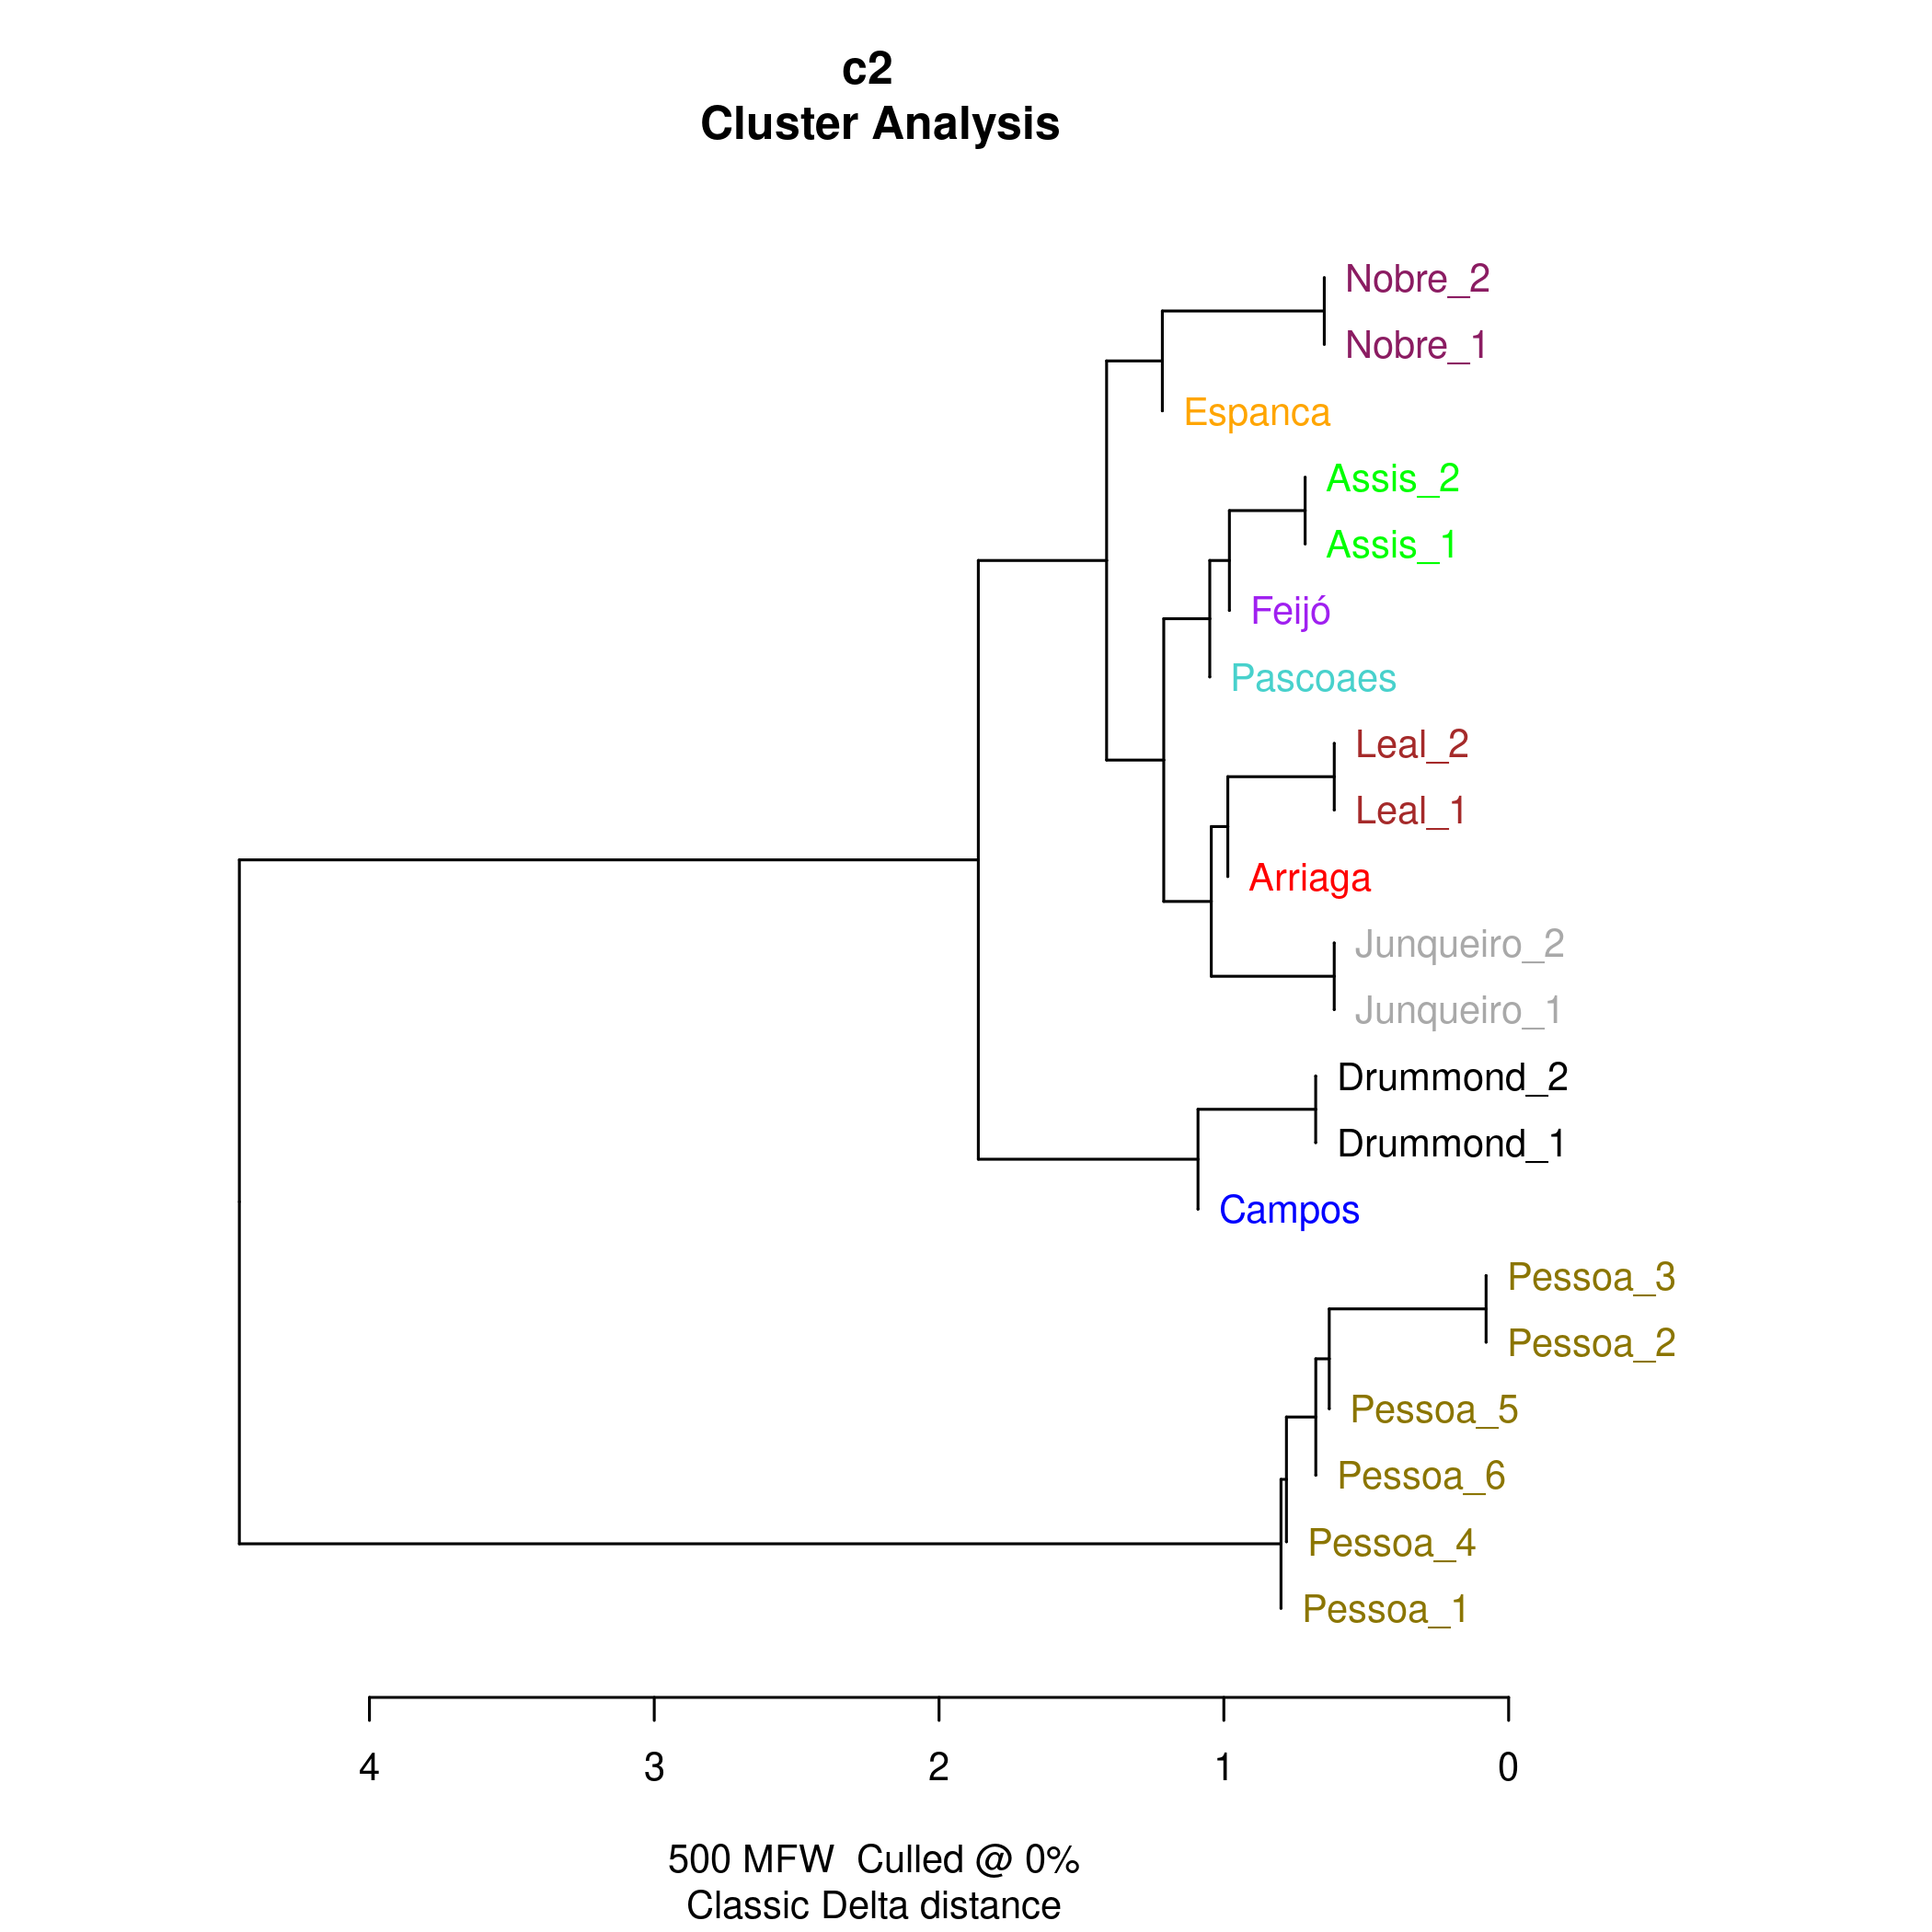 c2
Cluster Analysis
Nobre_2
Nobre_1
Espanca
Assis_2
Assis_1
Feijó
Pascoaes
Leal_2
Leal_1
Arriaga
Junqueiro_2
Junqueiro_1
Drummond_2
Drummond_1
Campos
Pessoa_3
Pessoa_2
Pessoa_5
Pessoa_6
Pessoa_4
Pessoa_1
4 3 2 1 0
500 MFW  Culled @ 0%
Classic Delta distance